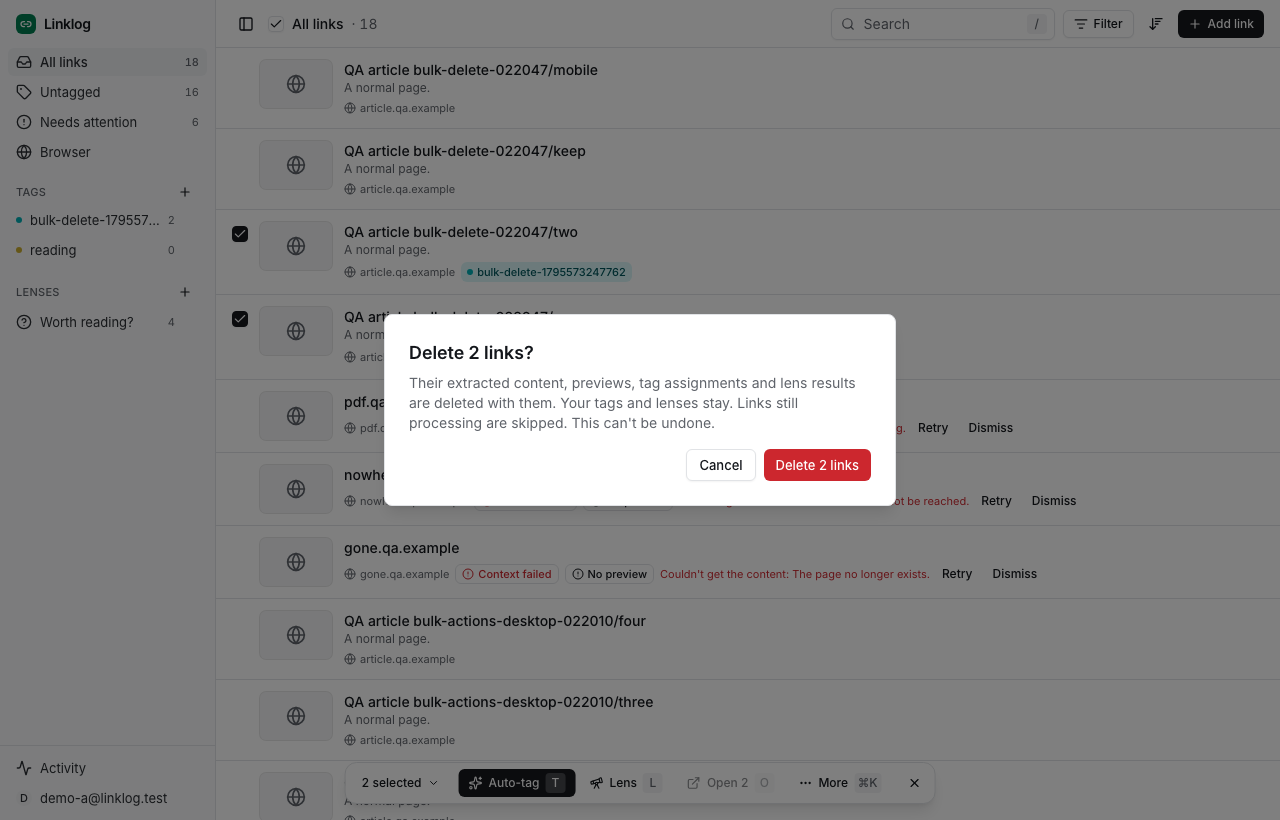 Linklog
All links 18
Untagged 16
Needs attention 6
Browser
TAGS
bulk-delete-179557... 2
reading 0
LENSES
Worth reading? 4
Activity
D demo-a@linklog.test
All links · 18
Search /
Filter
Add link
QA article bulk-delete-022047/mobile
A normal page.
article.qa.example
QA article bulk-delete-022047/keep
A normal page.
article.qa.example
QA article bulk-delete-022047/two
A normal page.
article.qa.example bulk-delete-1795573247762
Delete 2 links?
Their extracted content, previews, tag assignments and lens results
are deleted with them. Your tags and lenses stay. Links still
processing are skipped. This can't be undone.
Cancel Delete 2 links
Retry Dismiss
not be reached. Retry Dismiss
gone.qa.example
gone.qa.example Context failed No preview Couldn't get the content: The page no longer exists. Retry Dismiss
QA article bulk-actions-desktop-022010/four
A normal page.
article.qa.example
QA article bulk-actions-desktop-022010/three
A normal page.
article.qa.example
2 selected Auto-tag T Lens L Open 2 O More ⌘K
A normal page.